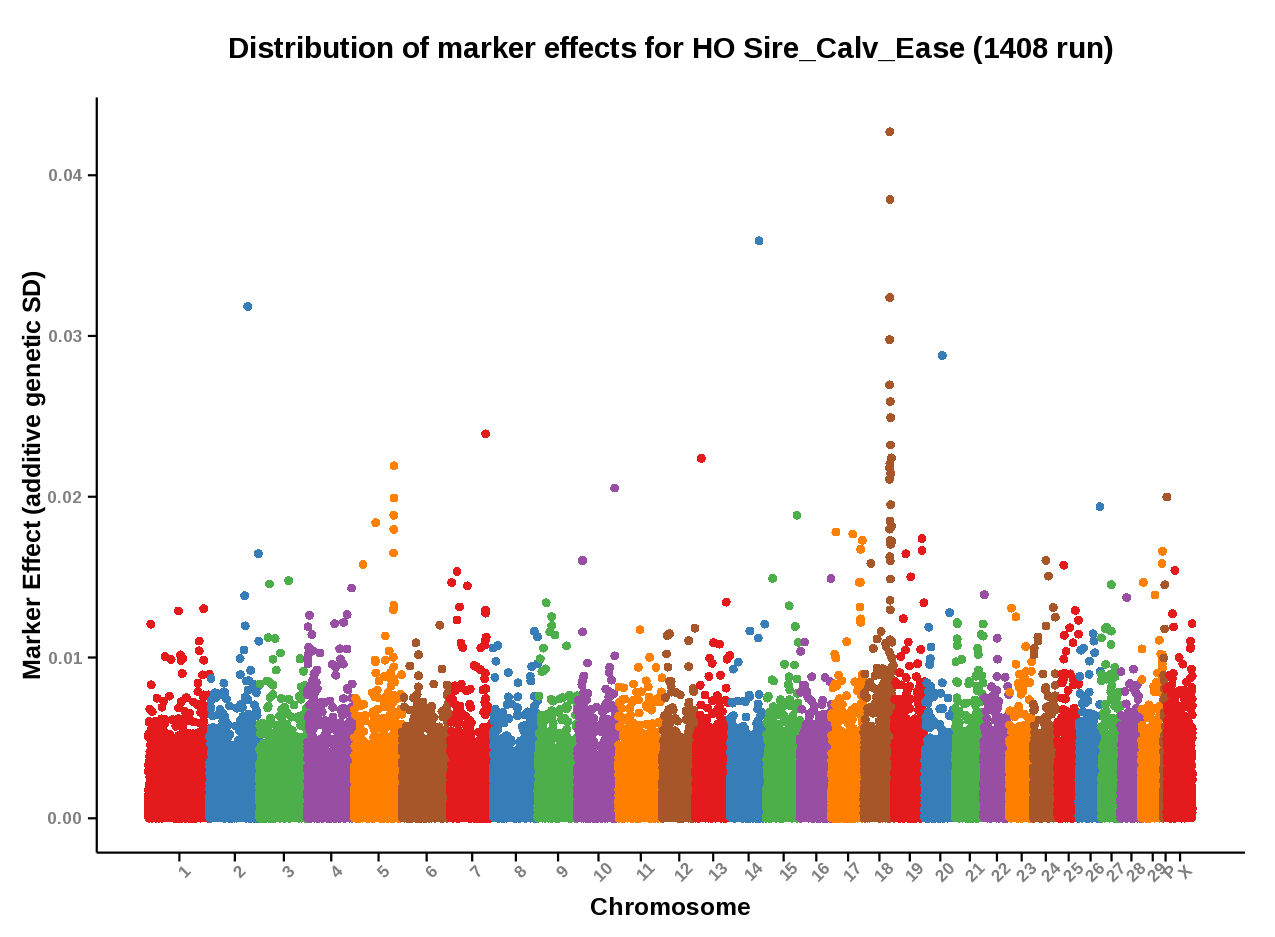 Distribution of marker effects for HO Sire_Calv_Ease (1408 run)
Marker Effect (additive genetic SD)
0.04
0.03
0.02
0.01
0.00
1 2 3 4 5 6 7 8 9 10 11 12 13 14 15 16 17 18 19 20 21 22 23 24 25 26 27 28 29 P X
Chromosome